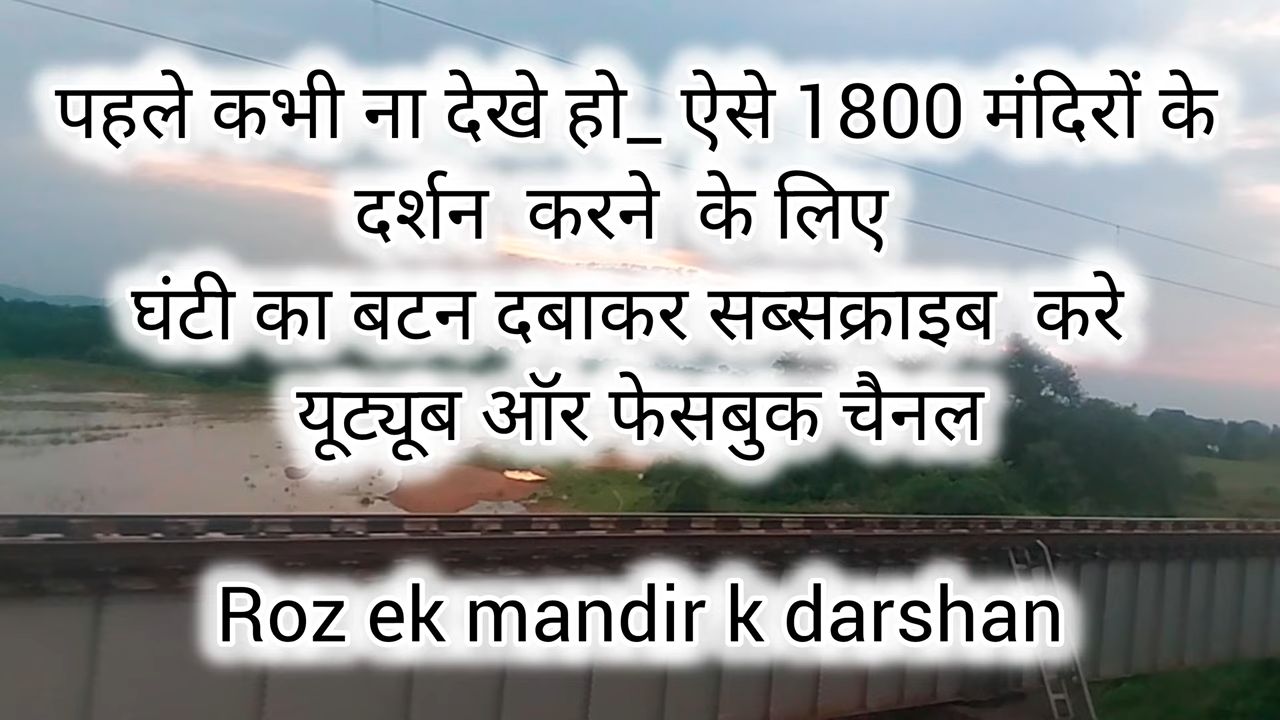 पहले कभी ना देखे हो_ ऐसे 1800 मंदिरों के
दर्शन करने के लिए
घंटी का बटन दबाकर सब्सक्राइब करे
यूट्यूब ऑर फेसबुक चैनल
Roz ek mandir k darshan